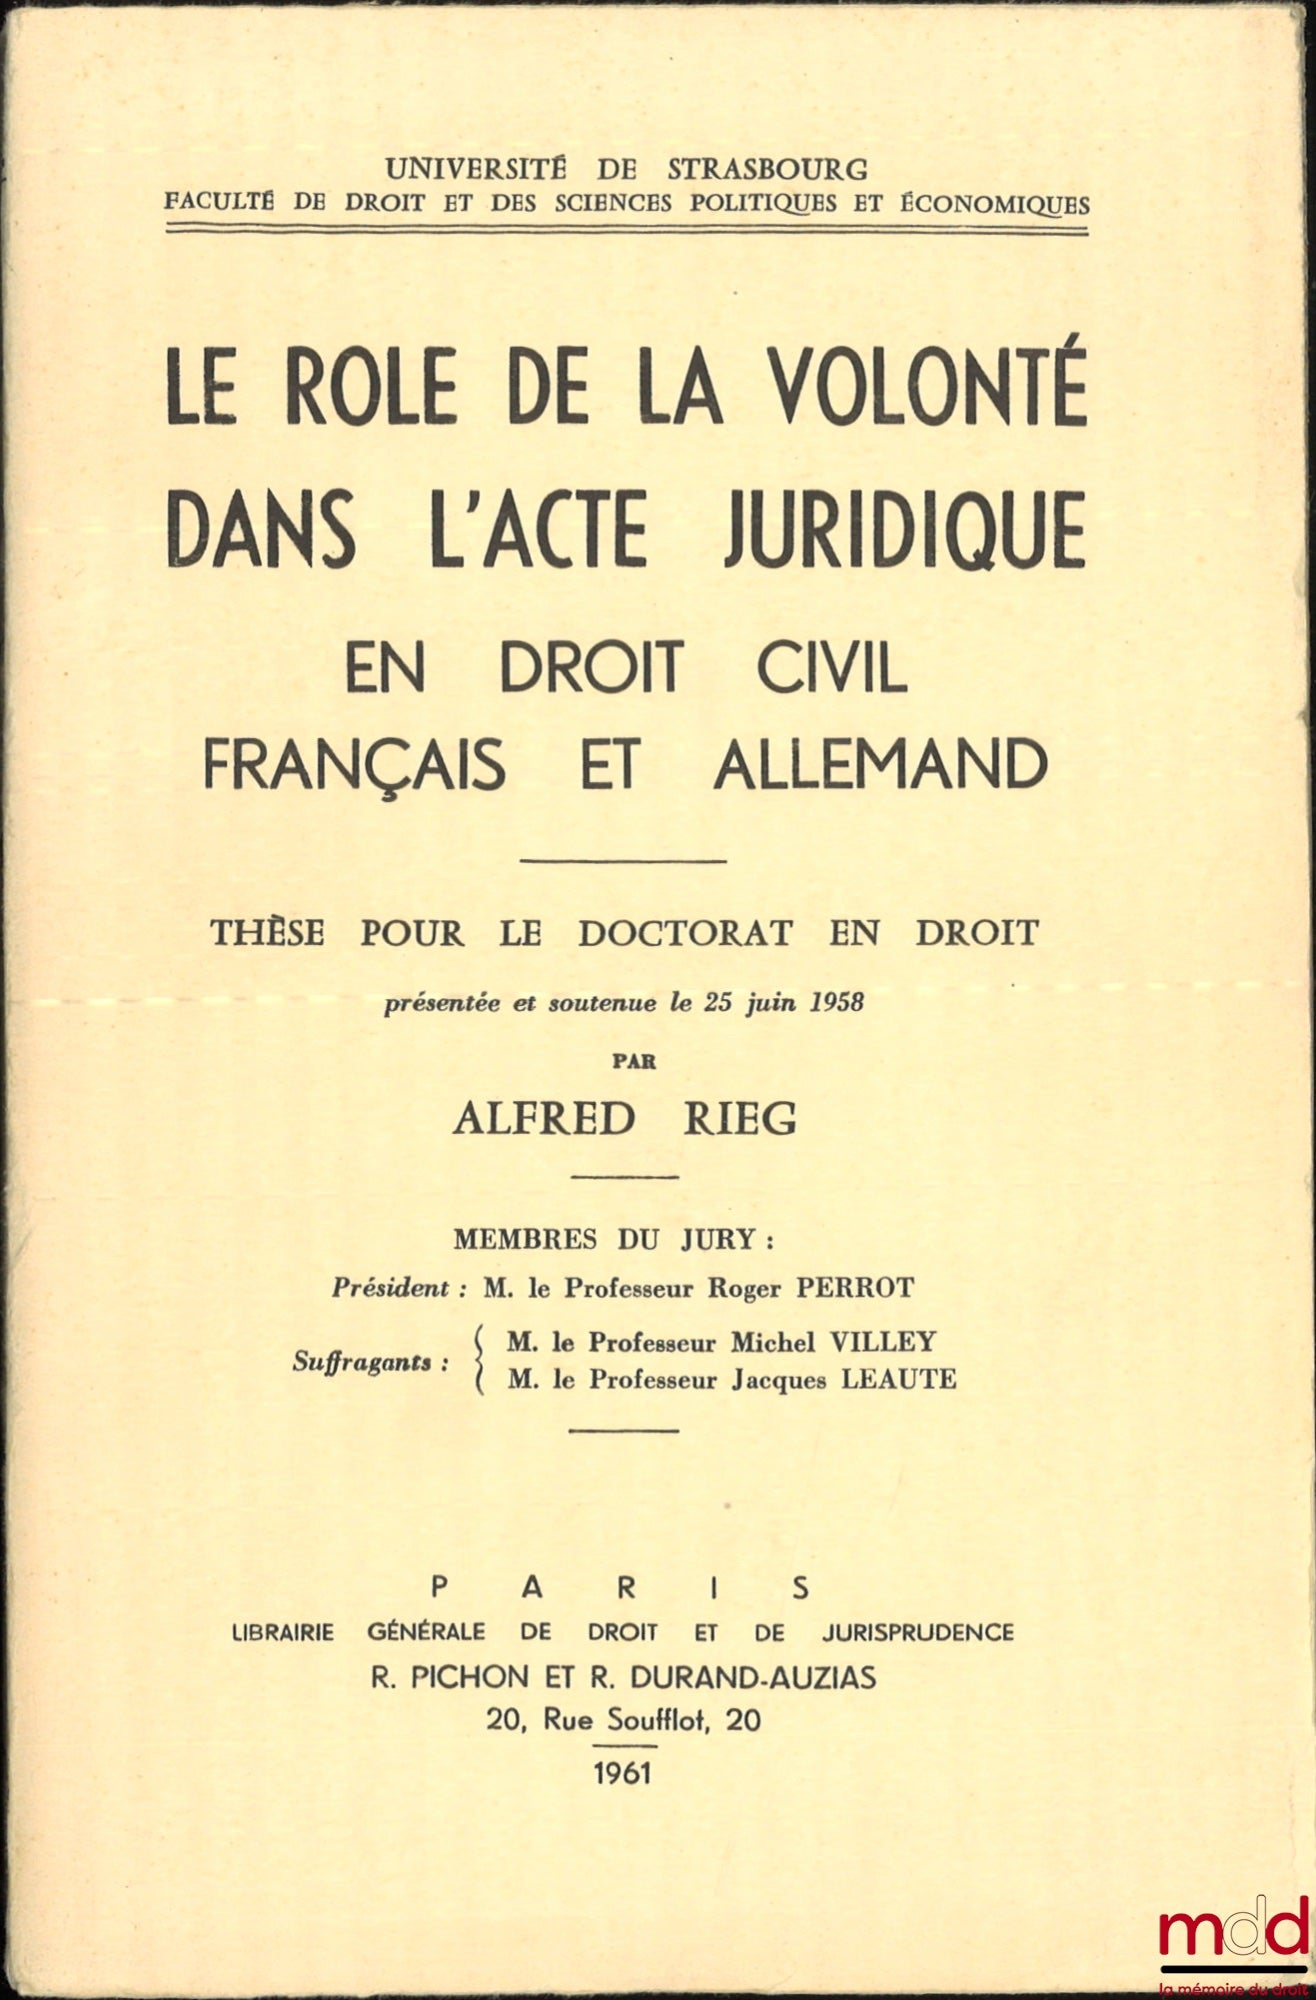 UNIVERSITÉ DE STRASBOURG
FACULTÉ DE DROIT ET DES SCIENCES POLITIQUES ET ÉCONOMIQUES
LE ROLE DE LA VOLONTÉ
DANS L'ACTE JURIDIQUE
EN DROIT CIVIL
FRANÇAIS ET ALLEMAND
THÈSE POUR LE DOCTORAT EN DROIT
présentée et soutenue le 25 juin 1958
PAR
ALFRED RIEG
MEMBRES DU JURY :
Président : M. le Professeur Roger PERROT
Suffragants : { M. le Professeur Michel VILLEY
M. le Professeur Jacques LEAUTE
PARIS
LIBRAIRIE GÉNÉRALE DE DROIT ET DE JURISPRUDENCE
R. PICHON ET R. DURAND-AUZIAS
20, Rue Soufflot, 20
1961
mdd
la mémoire du droit